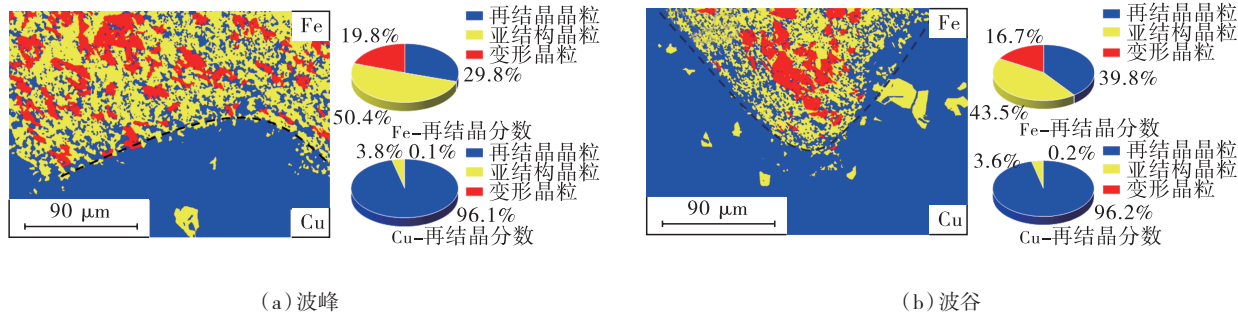 Fe
90 μm
Cu
再结晶晶粒
亚结构晶粒
变形晶粒
19.8%
29.8%
50.4%
Fe-再结晶分数
再结晶晶粒
亚结构晶粒
变形晶粒
3.8%
0.1%
96.1%
Cu-再结晶分数
(a)波峰
Fe
90 μm
Cu
再结晶晶粒
亚结构晶粒
变形晶粒
16.7%
39.8%
43.5%
Fe-再结晶分数
再结晶晶粒
亚结构晶粒
变形晶粒
3.6%
0.2%
96.2%
Cu-再结晶分数
(b)波谷